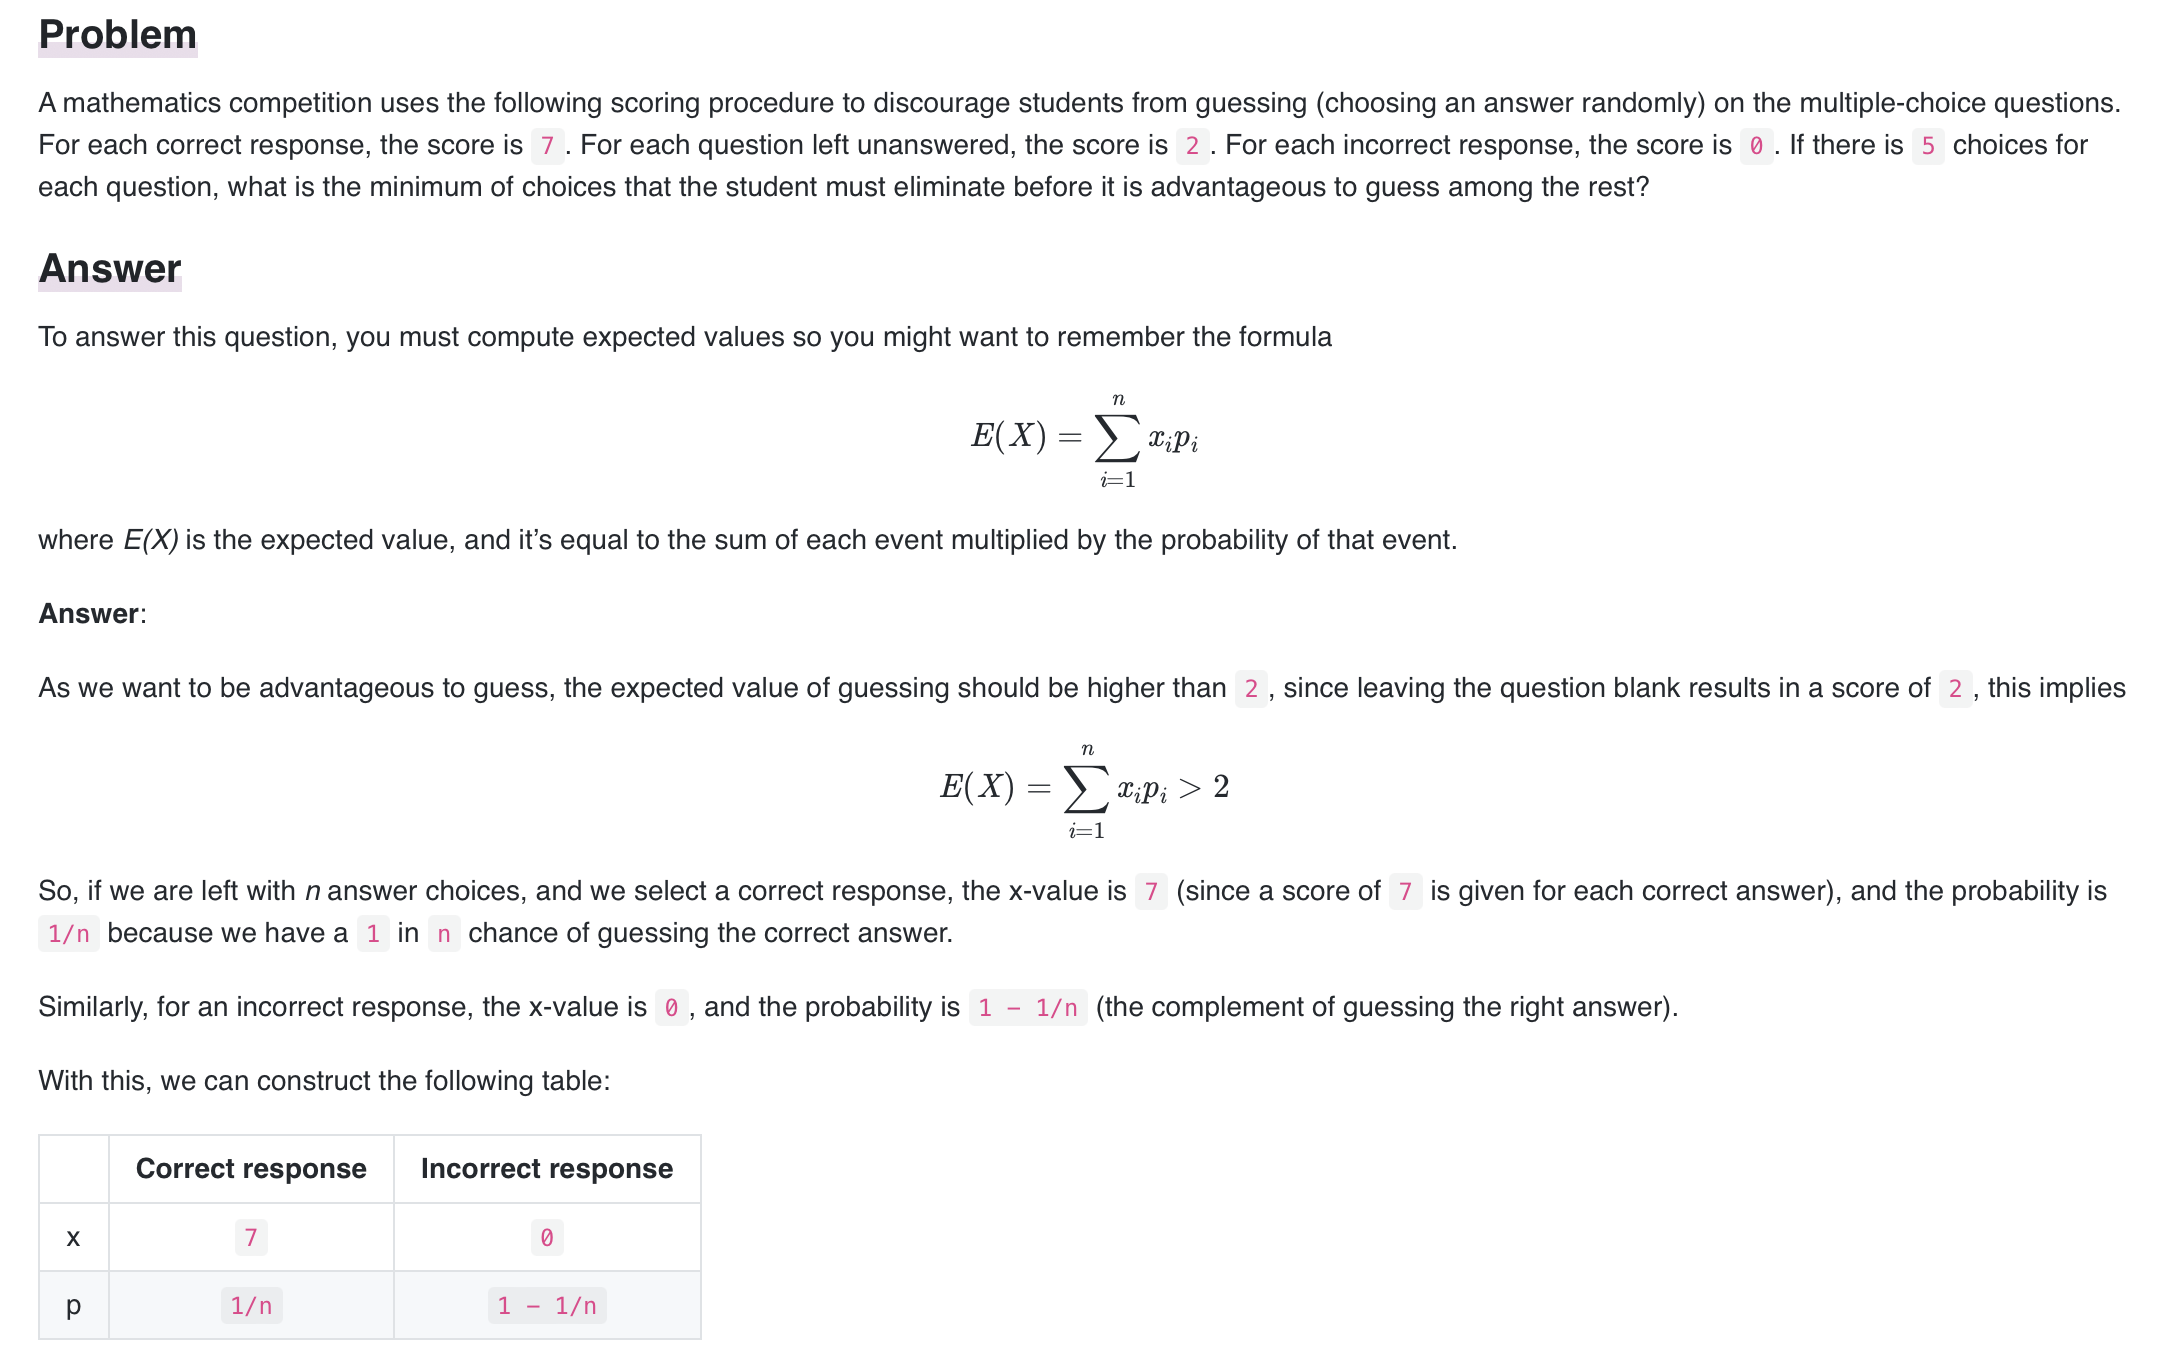 Problem
A mathematics competition uses the following scoring procedure to discourage students from guessing (choosing an answer randomly) on the multiple-choice questions.
For each correct response, the score is 7 . For each question left unanswered, the score is 2 . For each incorrect response, the score is 0 . If there is 5 choices for
each question, what is the minimum of choices that the student must eliminate before it is advantageous to guess among the rest?
Answer
To answer this question, you must compute expected values so you might want to remember the formula
E(X) = \sum_{i=1}^{n} x_i p_i
where E(X) is the expected value, and it’s equal to the sum of each event multiplied by the probability of that event.
Answer:
As we want to be advantageous to guess, the expected value of guessing should be higher than 2 , since leaving the question blank results in a score of 2 , this implies
E(X) = \sum_{i=1}^{n} x_i p_i > 2
So, if we are left with n answer choices, and we select a correct response, the x-value is 7 (since a score of 7 is given for each correct answer), and the probability is
1/n because we have a 1 in n chance of guessing the correct answer.
Similarly, for an incorrect response, the x-value is 0 , and the probability is 1 − 1/n (the complement of guessing the right answer).
With this, we can construct the following table:
Correct response Incorrect response
x 7 0
p 1/n 1 − 1/n